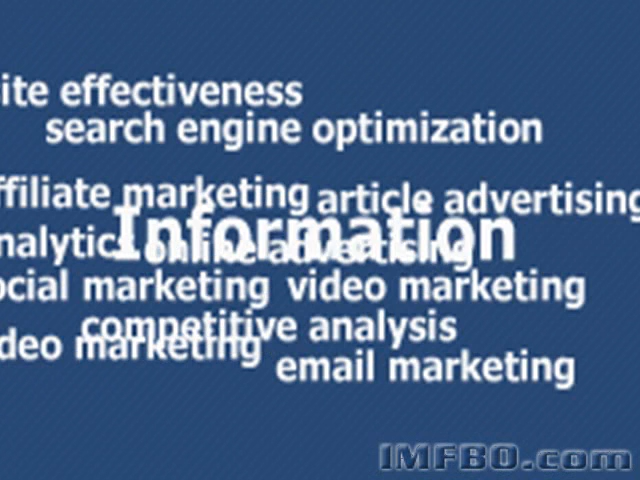 ite effectiveness
search engine optimization
ffiliate marketing
article advertising
Information
nalytics
online advertising
ocial marketing
video marketing
competitive analysis
deo marketing
email marketing
IMFBO.com